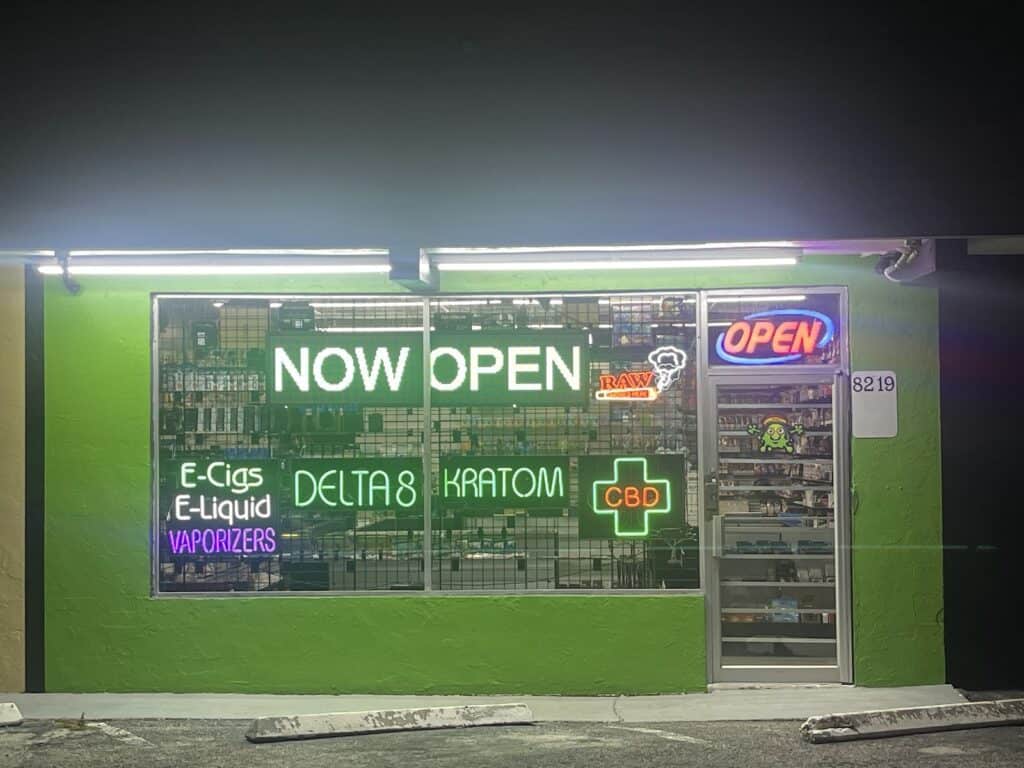 NOW OPEN
RAW
OPEN
8219
E-Cigs
E-Liquid
VAPORIZERS
DELTA 8
KRATOM
CBD